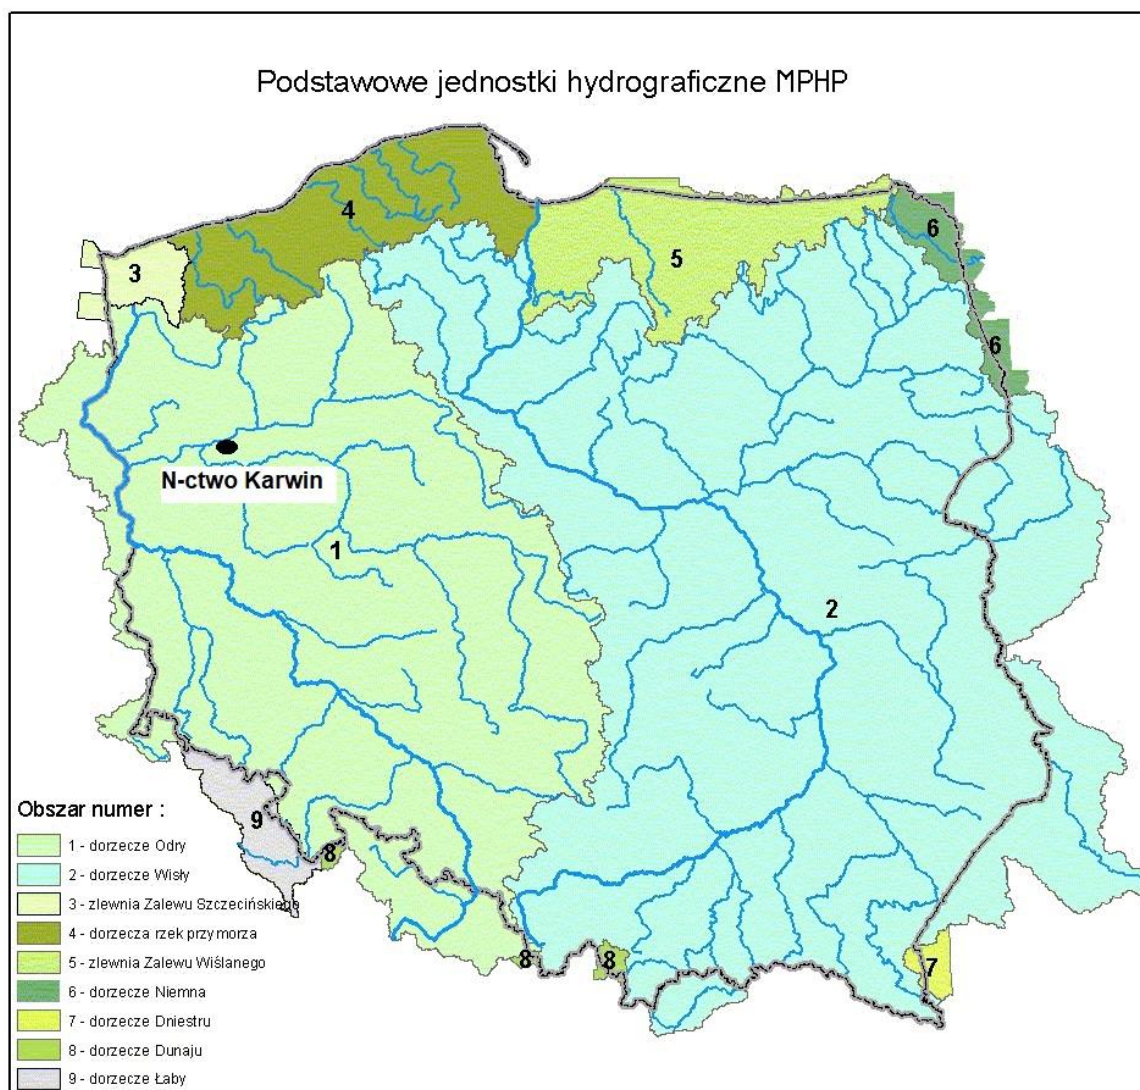 Podstawowe jednostki hydrograficzne MPHP
4
3
5
6
6
N-ctwo Karwin
1
2
9
8
8
8
7
Obszar numer :
1 - dorzecze Odry
2 - dorzecze Wisły
3 - zlewnia Zalewu Szczecińskiego
4 - dorzecza rzek przymorza
5 - zlewnia Zalewu Wiślanego
6 - dorzecze Niemna
7 - dorzecze Dniestru
8 - dorzecze Dunaju
9 - dorzecze Łaby